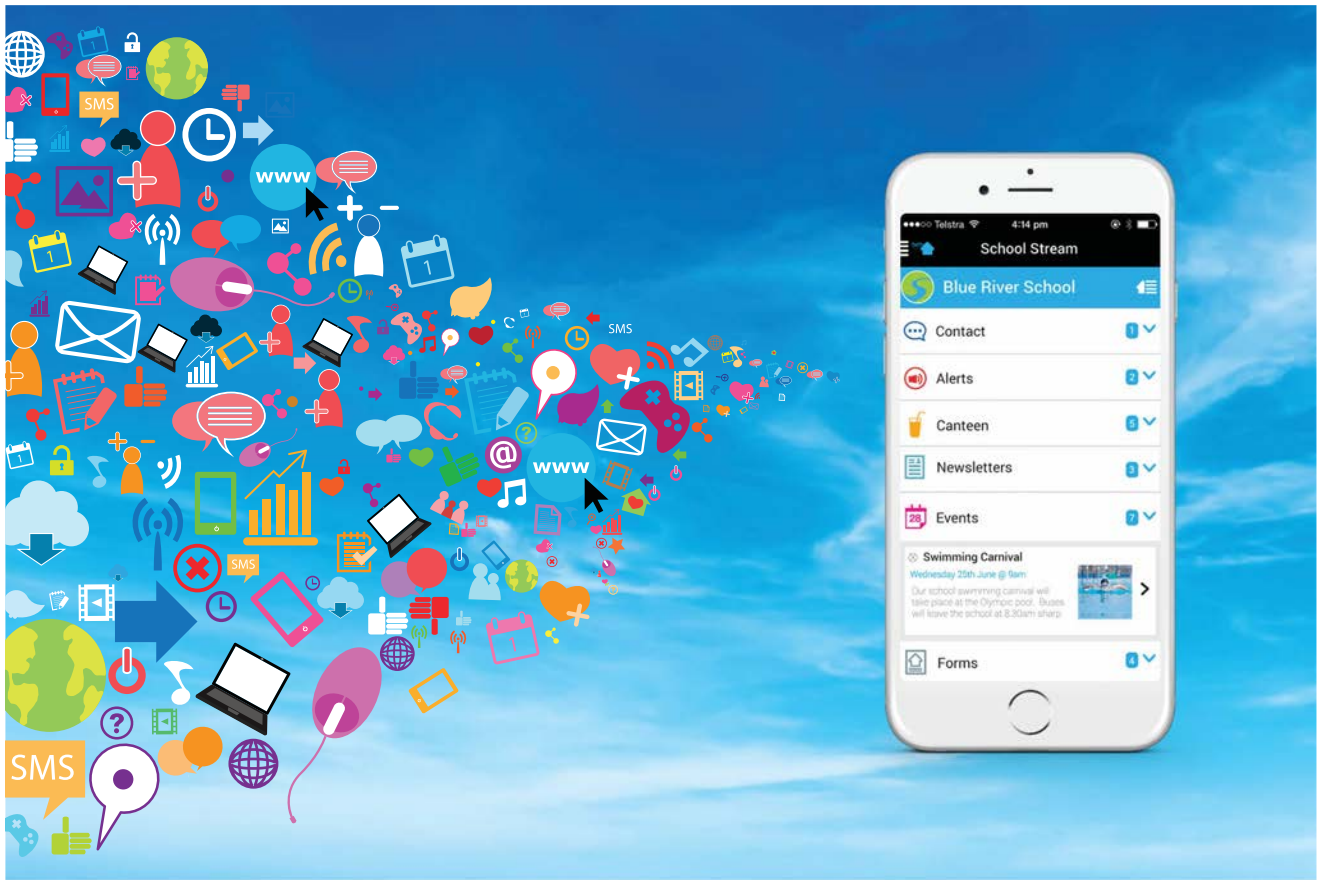 SMS
www
SMS
www
SMS
SMS
Telstra 4:14 pm
School Stream
Blue River School
Contact 1
Alerts 2
Canteen 5
Newsletters 3
28 Events 7
Swimming Carnival
Wednesday 25th June @ 9am
Our school swimming carnival will
take place at the Olympic pool. Buses
will leave the school at 8.30am sharp
Forms 4